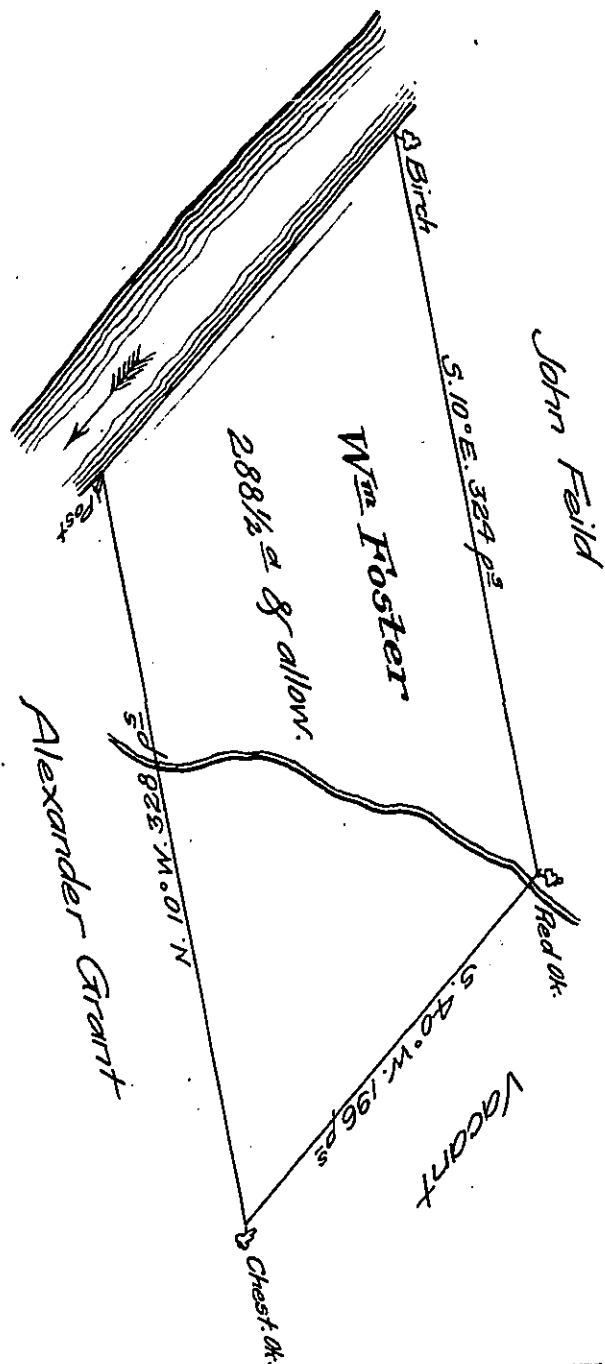 Birch
S. 10° E. 324 ps
John Feild
Wm Foster
288½ a & allow.
Post
N. 10° W. 328 ps
Alexander Grant
Red Ok.
S. 40° W. 196 ps
Vacant
Chest. Ok.